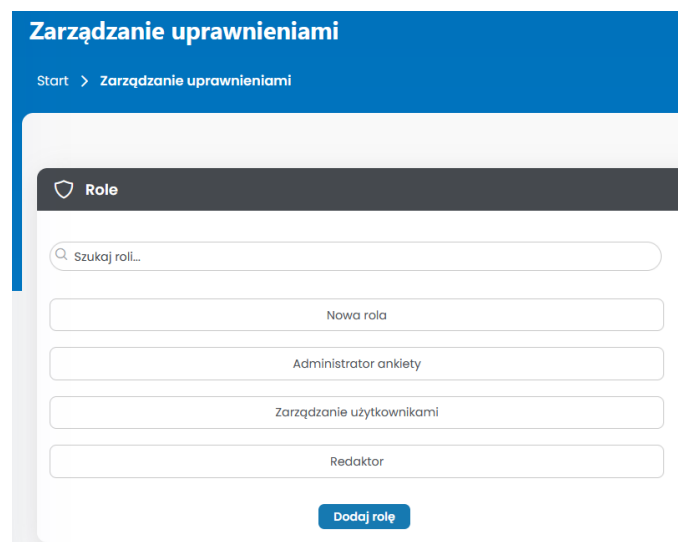 Zarządzanie uprawnieniami
Start > Zarządzanie uprawnieniami
Role
Szukaj roli...
Nowa rola
Administrator ankiety
Zarządzanie użytkownikami
Redaktor
Dodaj rolę